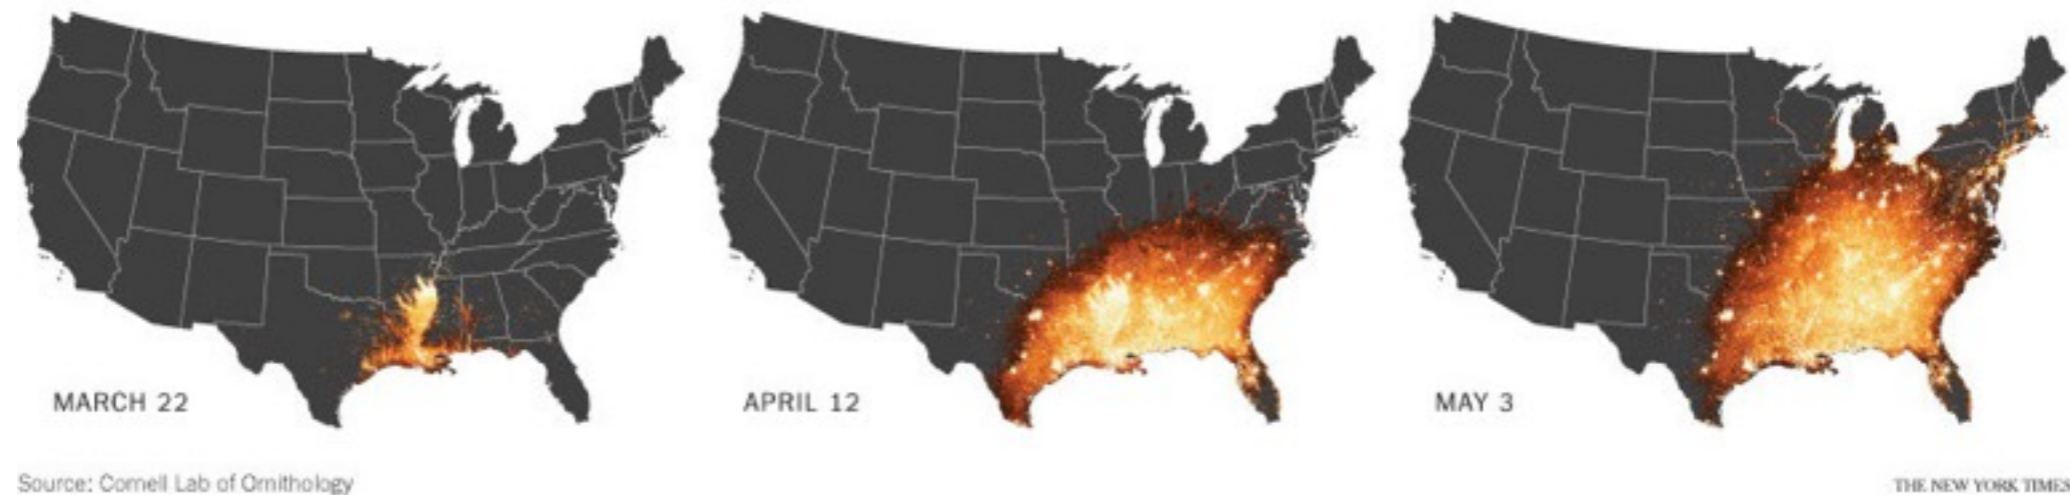 MARCH 22
APRIL 12
MAY 3
Source: Cornell Lab of Ornithology
THE NEW YORK TIMES